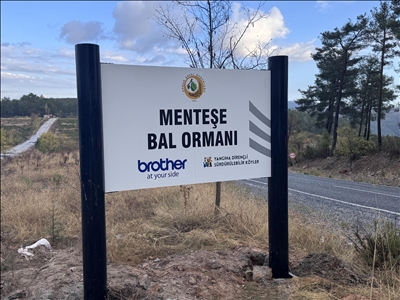 MENTEŞE
BAL ORMANI
brother
at your side
YANGINA DİRENÇLİ
SÜRDÜRÜLEBİLİR KÖYLER